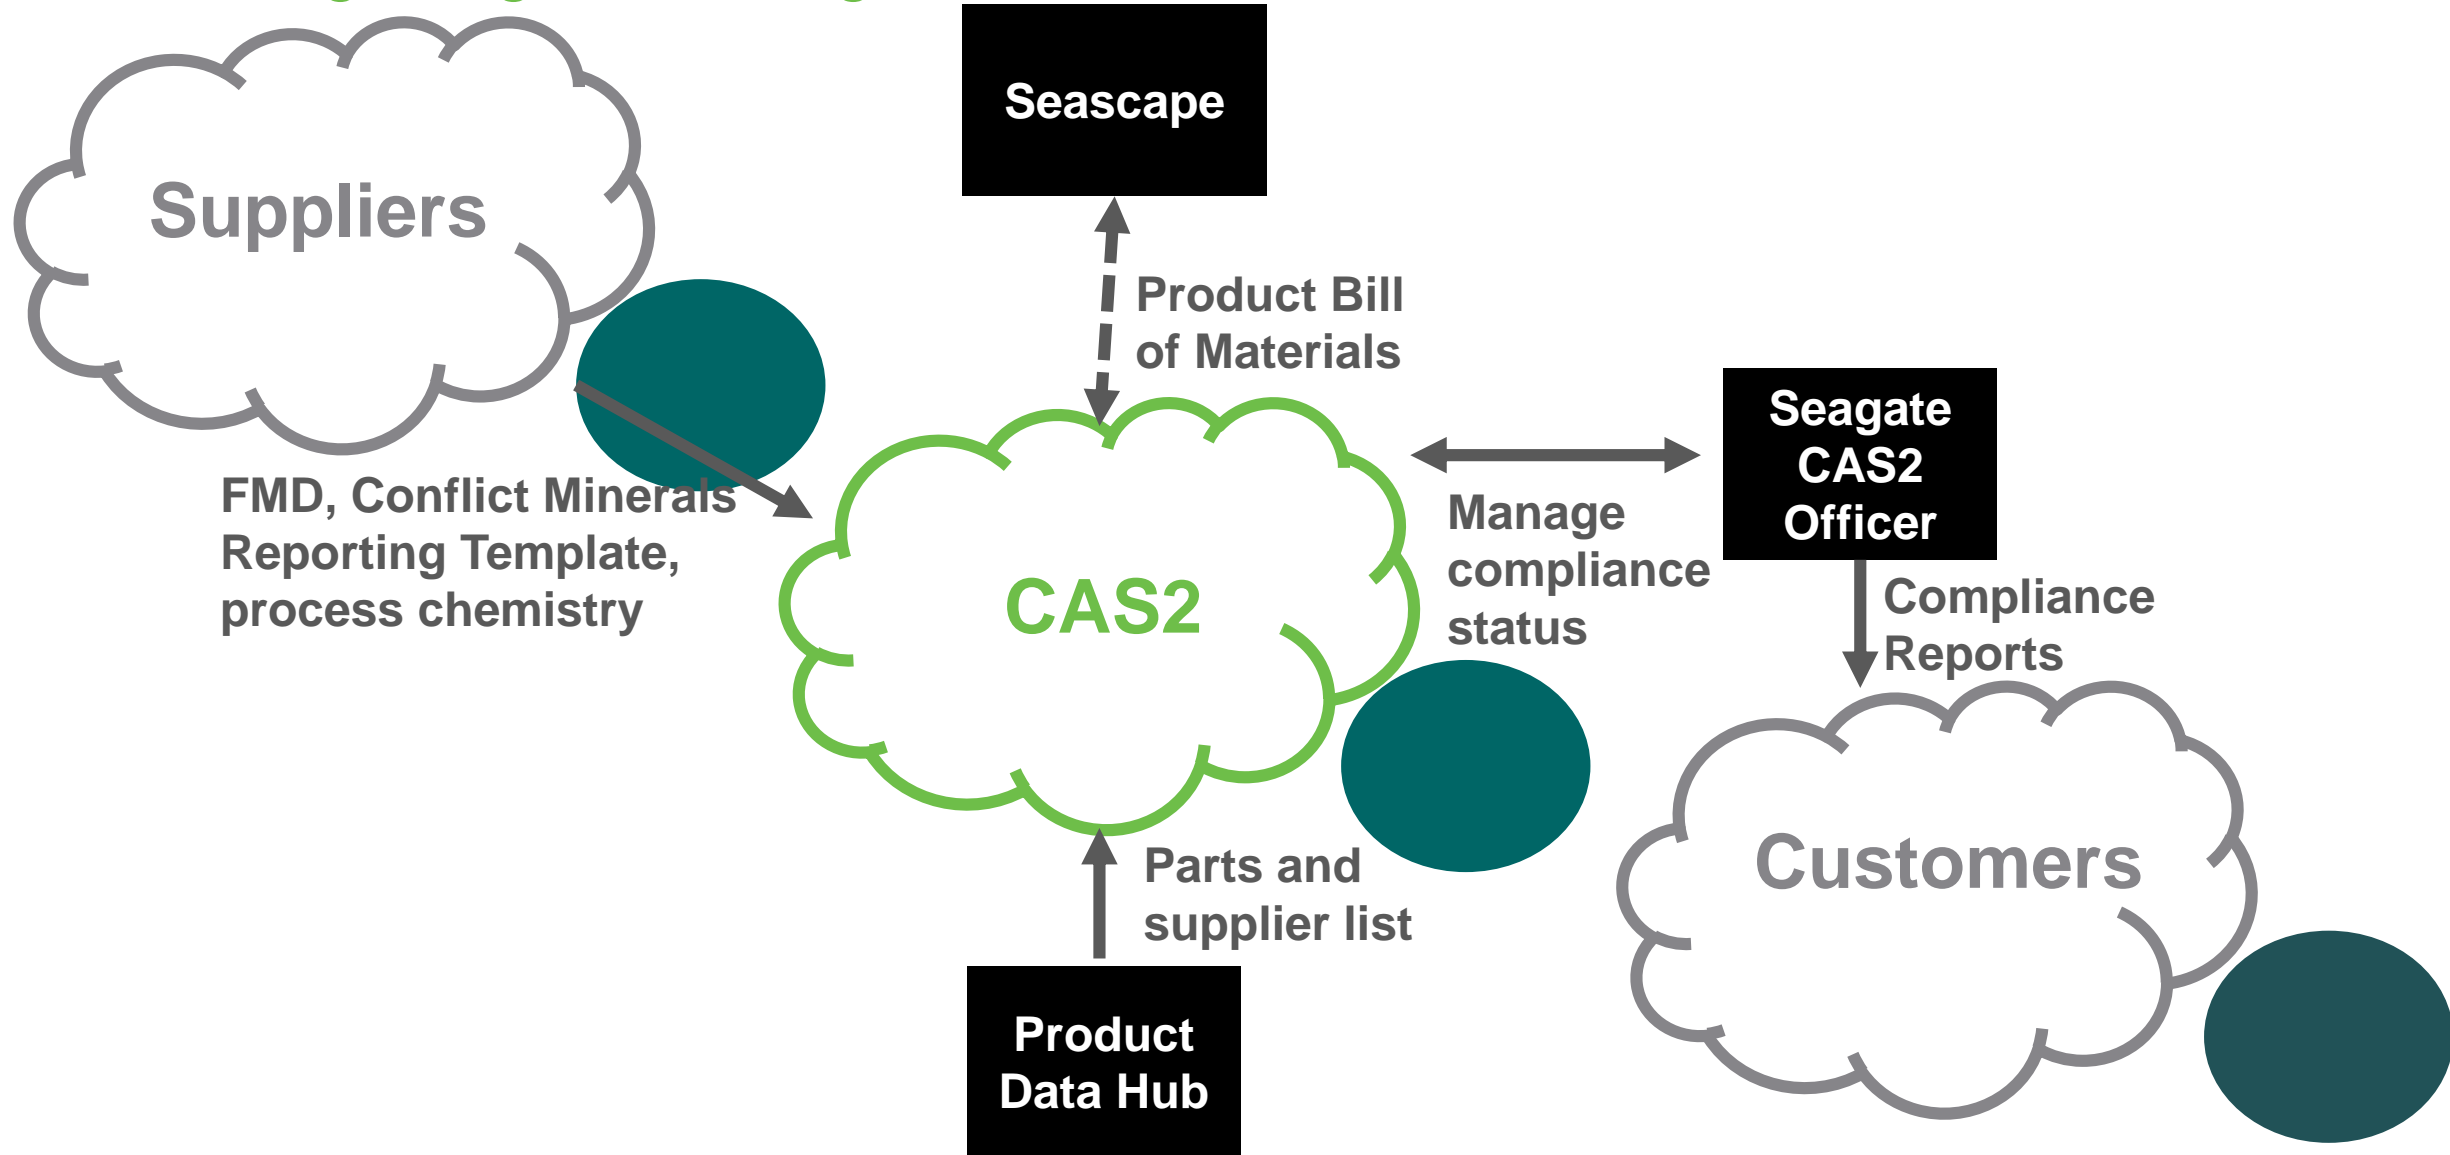 Suppliers
Seascape
Product Bill
of Materials
Seagate
CAS2
Officer
FMD, Conflict Minerals
Reporting Template,
process chemistry
Manage
compliance
status
CAS2
Compliance
Reports
Parts and
supplier list
Customers
Product
Data Hub